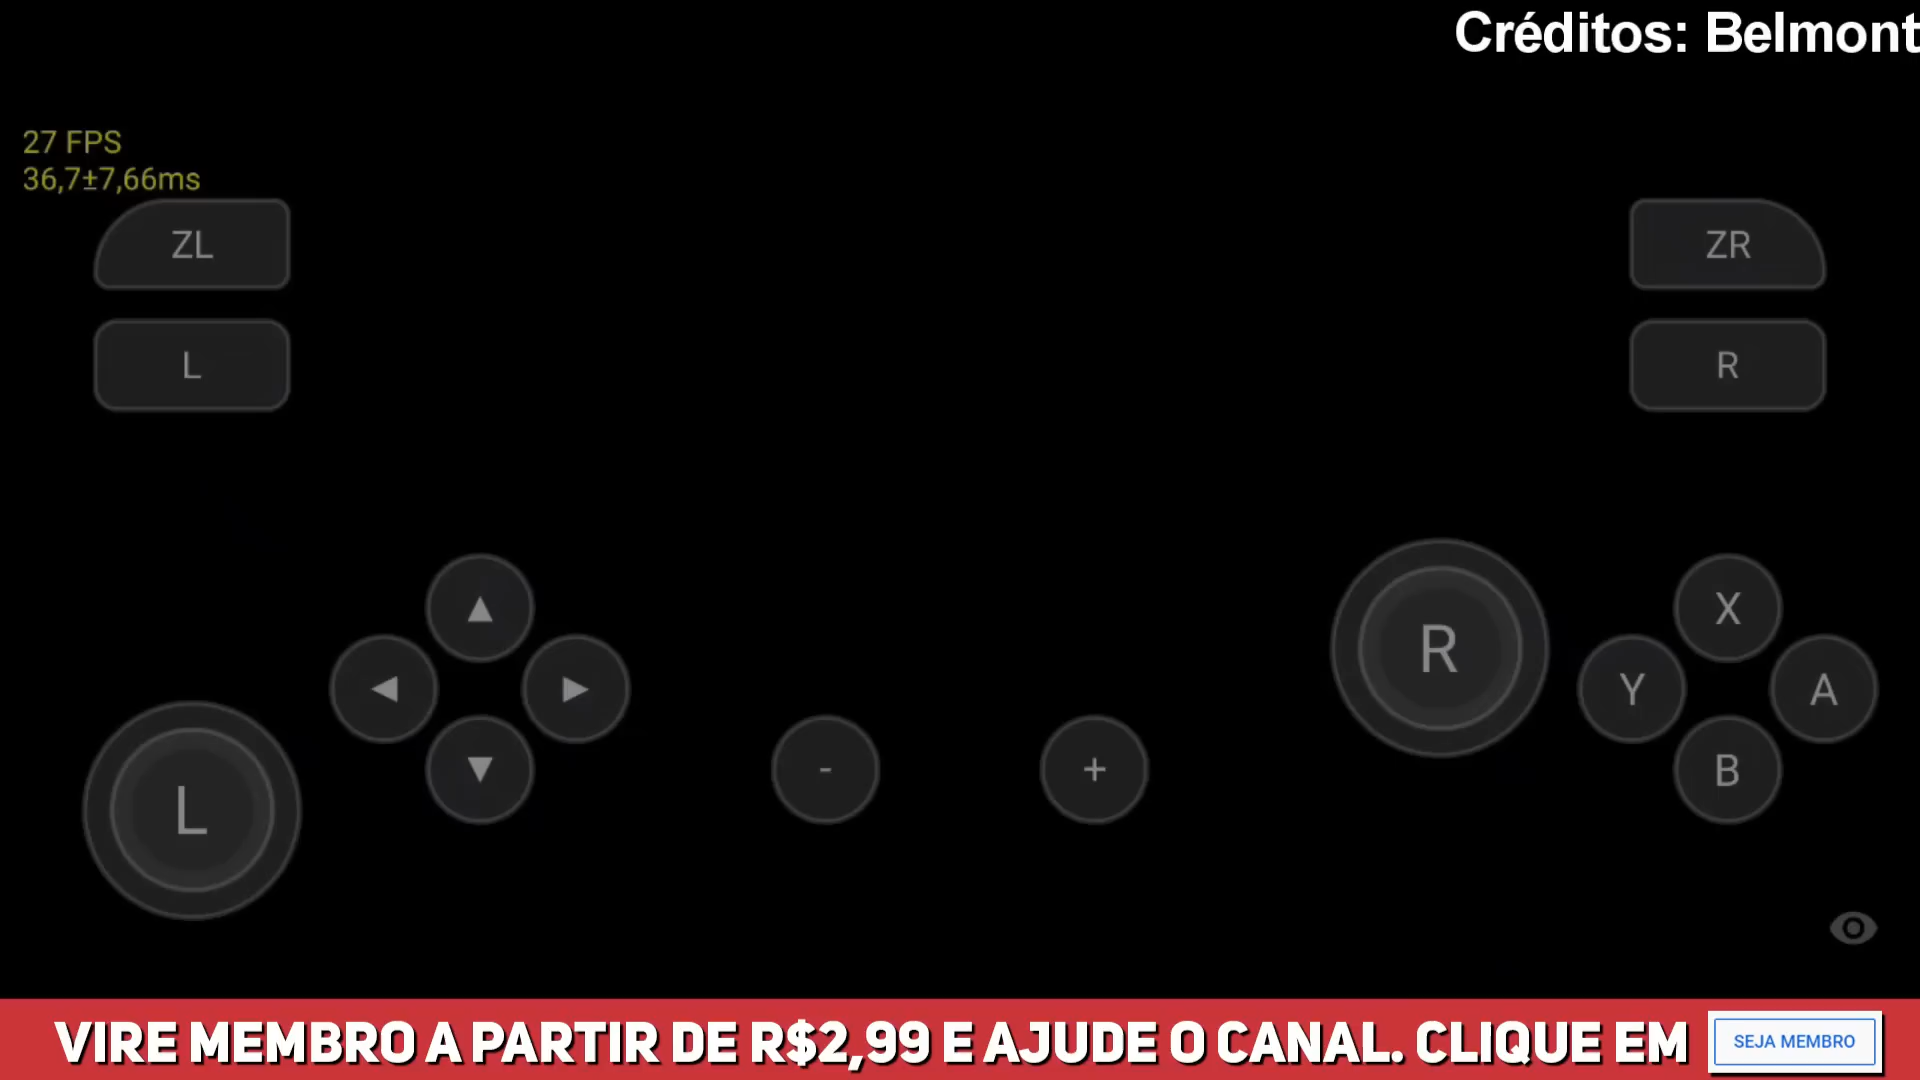 Créditos: Belmont
27 FPS
36,7±7,66ms
ZL
ZR
L
R
▲
◀
▶
▼
L
-
+
R
X
Y
A
B
VIRE MEMBRO A PARTIR DE R$2,99 E AJUDE O CANAL. CLIQUE EM SEJA MEMBRO